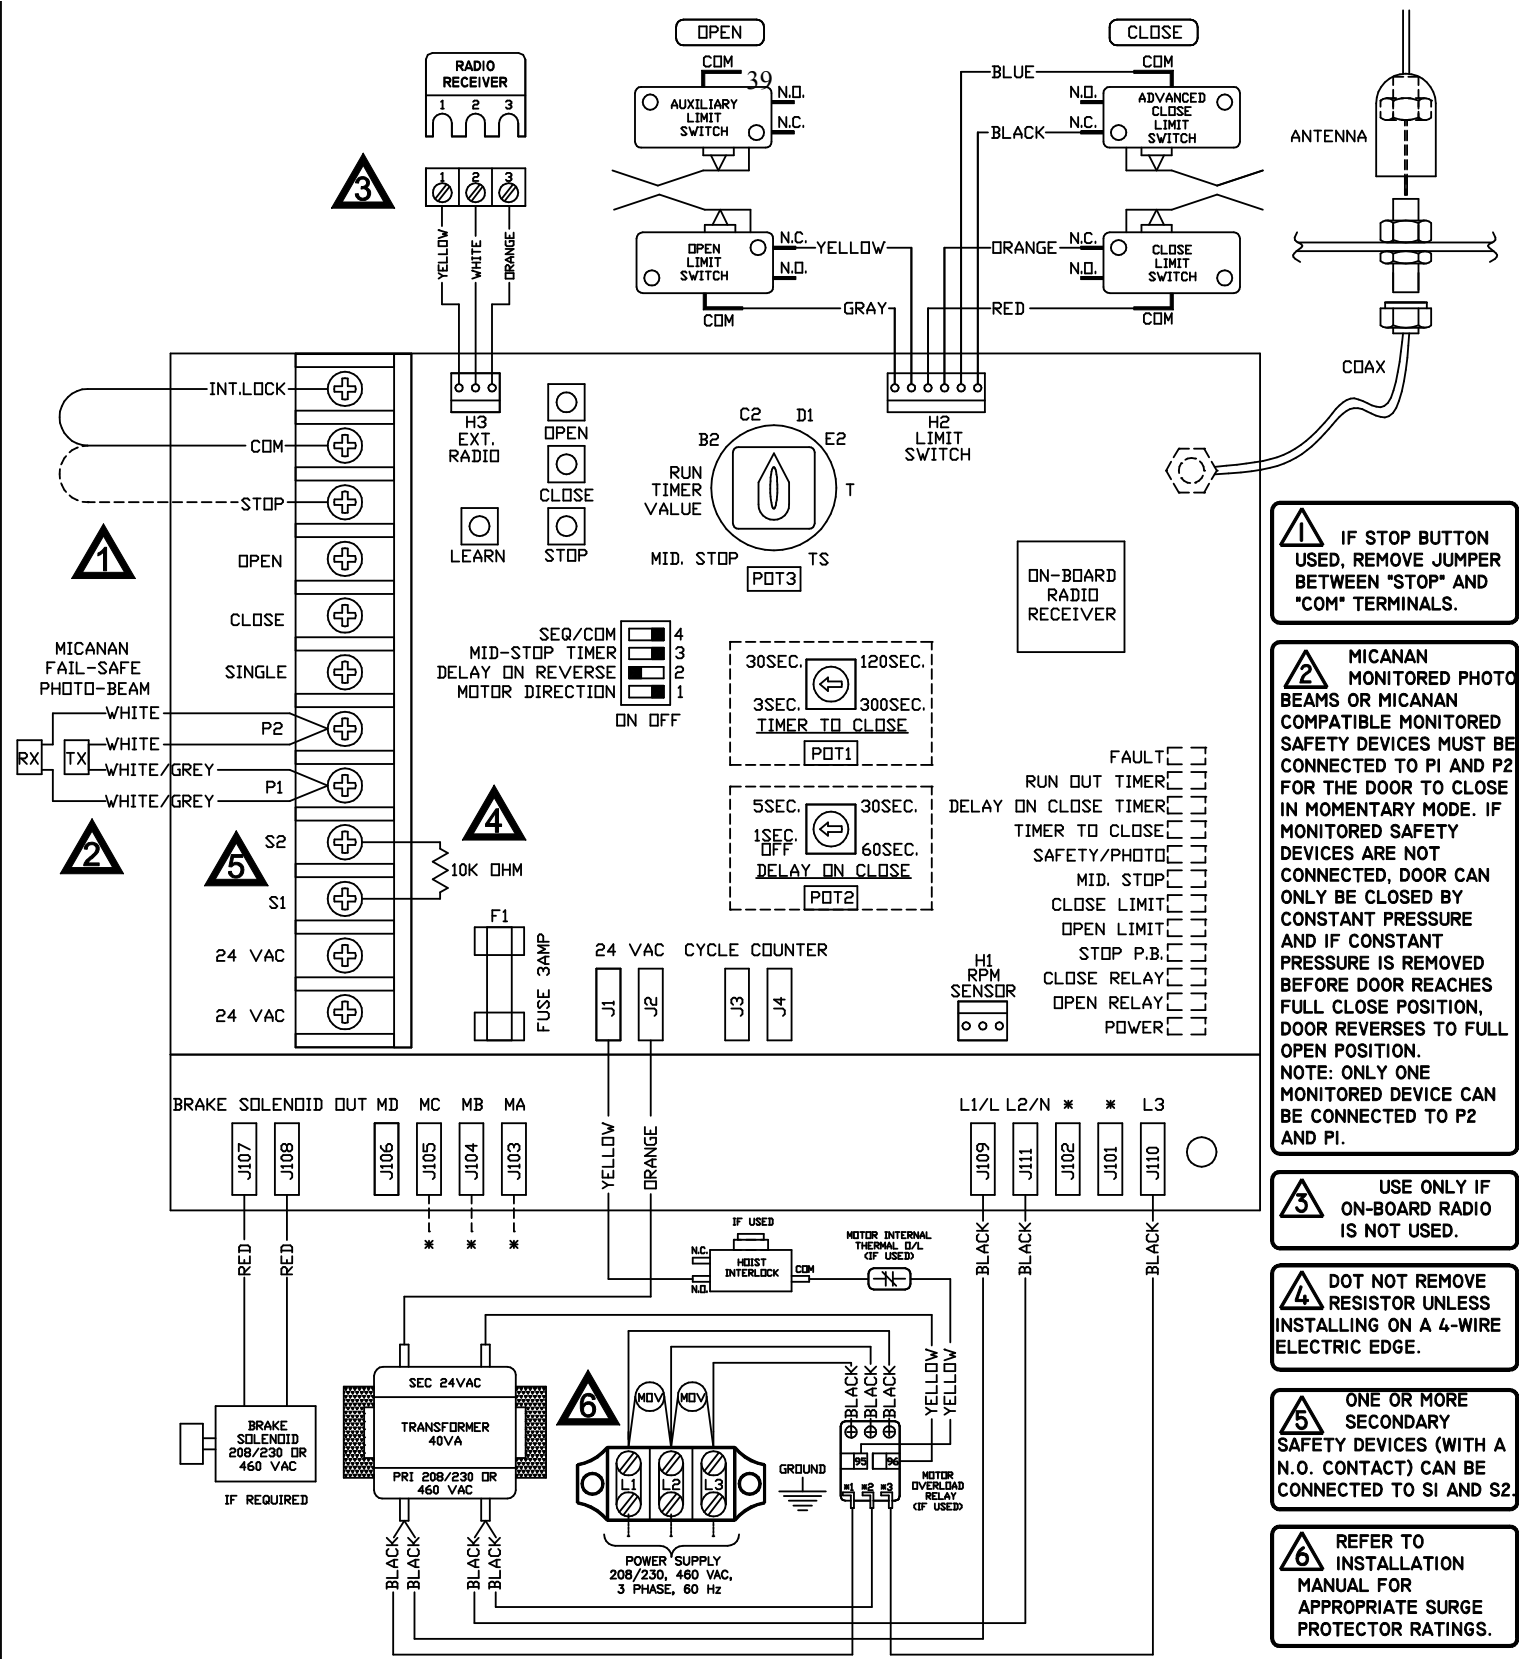 OPEN
CLOSE
RADIO
RECEIVER
1 2 3
COM
39
AUXILIARY
LIMIT
SWITCH
N.O.
N.C.
BLUE
COM
N.O.
ADVANCED
CLOSE
LIMIT
SWITCH
BLACK
N.C.
ANTENNA
3
1 2 3
YELLOW
WHITE
ORANGE
OPEN
LIMIT
SWITCH
N.C.
YELLOW
N.O.
COM
GRAY
ORANGE
N.C.
N.O.
CLOSE
LIMIT
SWITCH
RED
COM
COAX
INT.LOCK
COM
STOP
OPEN
CLOSE
SINGLE
P2
P1
S2
S1
24 VAC
24 VAC
1
MICANAN
FAIL-SAFE
PHOTO-BEAM
WHITE
WHITE
RX
TX
WHITE/GREY
WHITE/GREY
2
5
4
10K OHM
H3
EXT.
RADIO
OPEN
CLOSE
LEARN
STOP
H2
LIMIT
SWITCH
C2
D1
B2
E2
RUN
TIMER
VALUE
T
MID. STOP
TS
POT3
ON-BOARD
RADIO
RECEIVER
SEQ/COM 4
MID-STOP TIMER 3
DELAY ON REVERSE 2
MOTOR DIRECTION 1
ON OFF
30SEC.
120SEC.
3SEC.
300SEC.
TIMER TO CLOSE
POT1
5SEC.
30SEC.
1SEC.
OFF
60SEC.
DELAY ON CLOSE
POT2
FAULT
RUN OUT TIMER
DELAY ON CLOSE TIMER
TIMER TO CLOSE
SAFETY/PHOTO
MID. STOP
CLOSE LIMIT
OPEN LIMIT
STOP P.B.
CLOSE RELAY
OPEN RELAY
POWER
F1
FUSE 3AMP
24 VAC
CYCLE COUNTER
J1
J2
J3
J4
H1
RPM
SENSOR
BRAKE SOLENOID OUT MD MC MB MA
J107
J108
J106
J105
J104
J103
* * *
YELLOW
ORANGE
L1/L L2/N * * L3
J109
J111
J102
J101
J110
RED
RED
BLACK
BLACK
BLACK
IF USED
N.C.
HOIST
INTERLOCK
COM
N.O.
MOTOR INTERNAL
THERMAL O/L
(IF USED)
SEC 24VAC
TRANSFORMER
40VA
PRI 208/230 OR
460 VAC
BRAKE
SOLENOID
208/230 OR
460 VAC
IF REQUIRED
6
MOV
MOV
L1
L2
L3
GROUND
POWER SUPPLY
208/230, 460 VAC,
3 PHASE, 60 Hz
BLACK
BLACK
BLACK
YELLOW
YELLOW
95
96
*1 *2 *3
MOTOR
OVERLOAD
RELAY
(IF USED)
BLACK
BLACK
BLACK
BLACK
1 IF STOP BUTTON
USED, REMOVE JUMPER
BETWEEN "STOP" AND
"COM" TERMINALS.
2 MICANAN
MONITORED PHOTO
BEAMS OR MICANAN
COMPATIBLE MONITORED
SAFETY DEVICES MUST BE
CONNECTED TO P1 AND P2
FOR THE DOOR TO CLOSE
IN MOMENTARY MODE. IF
MONITORED SAFETY
DEVICES ARE NOT
CONNECTED, DOOR CAN
ONLY BE CLOSED BY
CONSTANT PRESSURE
AND IF CONSTANT
PRESSURE IS REMOVED
BEFORE DOOR REACHES
FULL CLOSE POSITION,
DOOR REVERSES TO FULL
OPEN POSITION.
NOTE: ONLY ONE
MONITORED DEVICE CAN
BE CONNECTED TO P2
AND P1.
3 USE ONLY IF
ON-BOARD RADIO
IS NOT USED.
4 DOT NOT REMOVE
RESISTOR UNLESS
INSTALLING ON A 4-WIRE
ELECTRIC EDGE.
5 ONE OR MORE
SECONDARY
SAFETY DEVICES (WITH A
N.O. CONTACT) CAN BE
CONNECTED TO S1 AND S2.
6 REFER TO
INSTALLATION
MANUAL FOR
APPROPRIATE SURGE
PROTECTOR RATINGS.